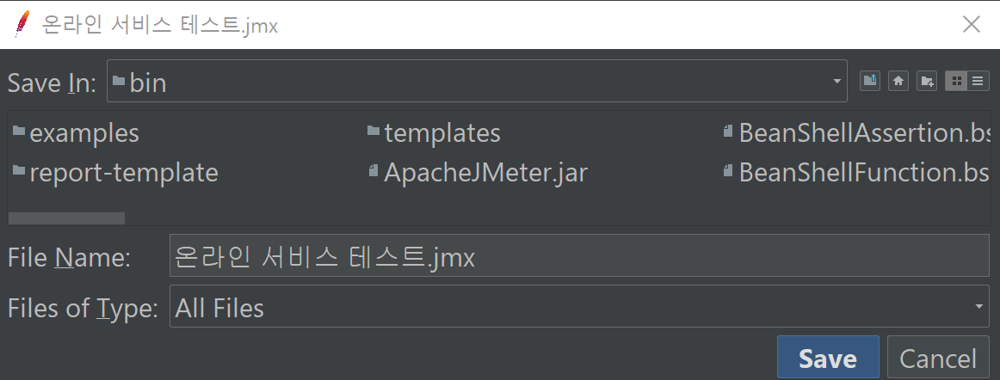 온라인 서비스 테스트.jmx
Save In: bin
examples templates BeanShellAssertion.bs
report-template ApacheJMeter.jar BeanShellFunction.bs
File Name: 온라인 서비스 테스트.jmx
Files of Type: All Files
Save Cancel